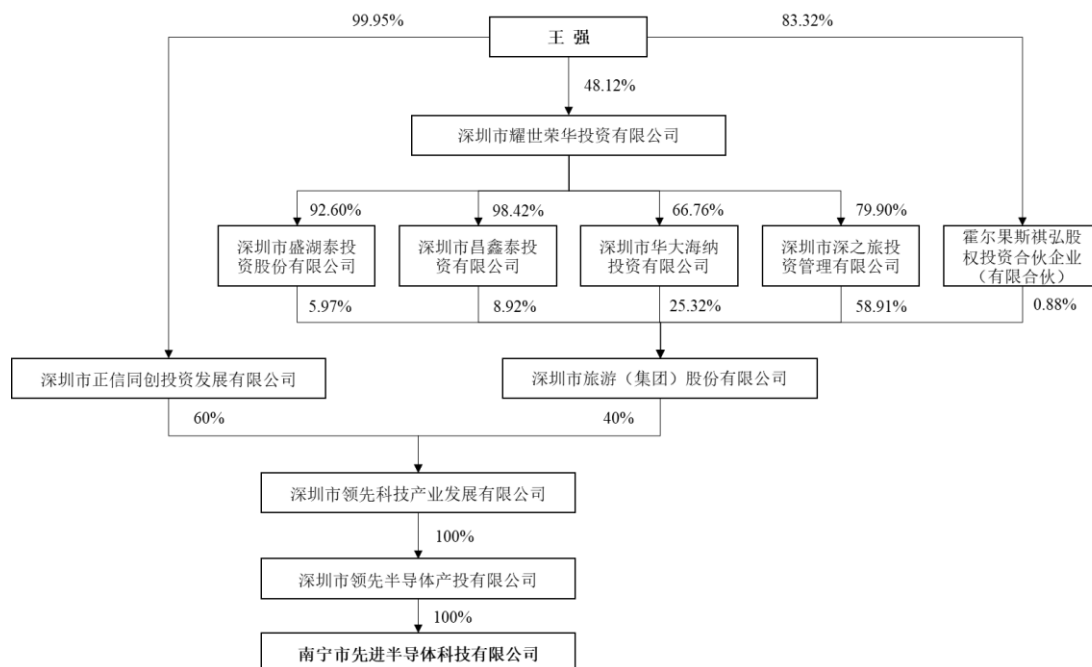 99.95%
83.32%
王 强
48.12%
深圳市耀世荣华投资有限公司
92.60%
98.42%
66.76%
79.90%
深圳市盛湖泰投
资股份有限公司
深圳市昌鑫泰投
资有限公司
深圳市华大海纳
投资有限公司
深圳市深之旅投
资管理有限公司
霍尔果斯祺弘股
权投资合伙企业
（有限合伙）
5.97%
8.92%
25.32%
58.91%
0.88%
深圳市正信同创投资发展有限公司
深圳市旅游（集团）股份有限公司
60%
40%
深圳市领先科技产业发展有限公司
100%
深圳市领先半导体产投有限公司
100%
南宁市先进半导体科技有限公司